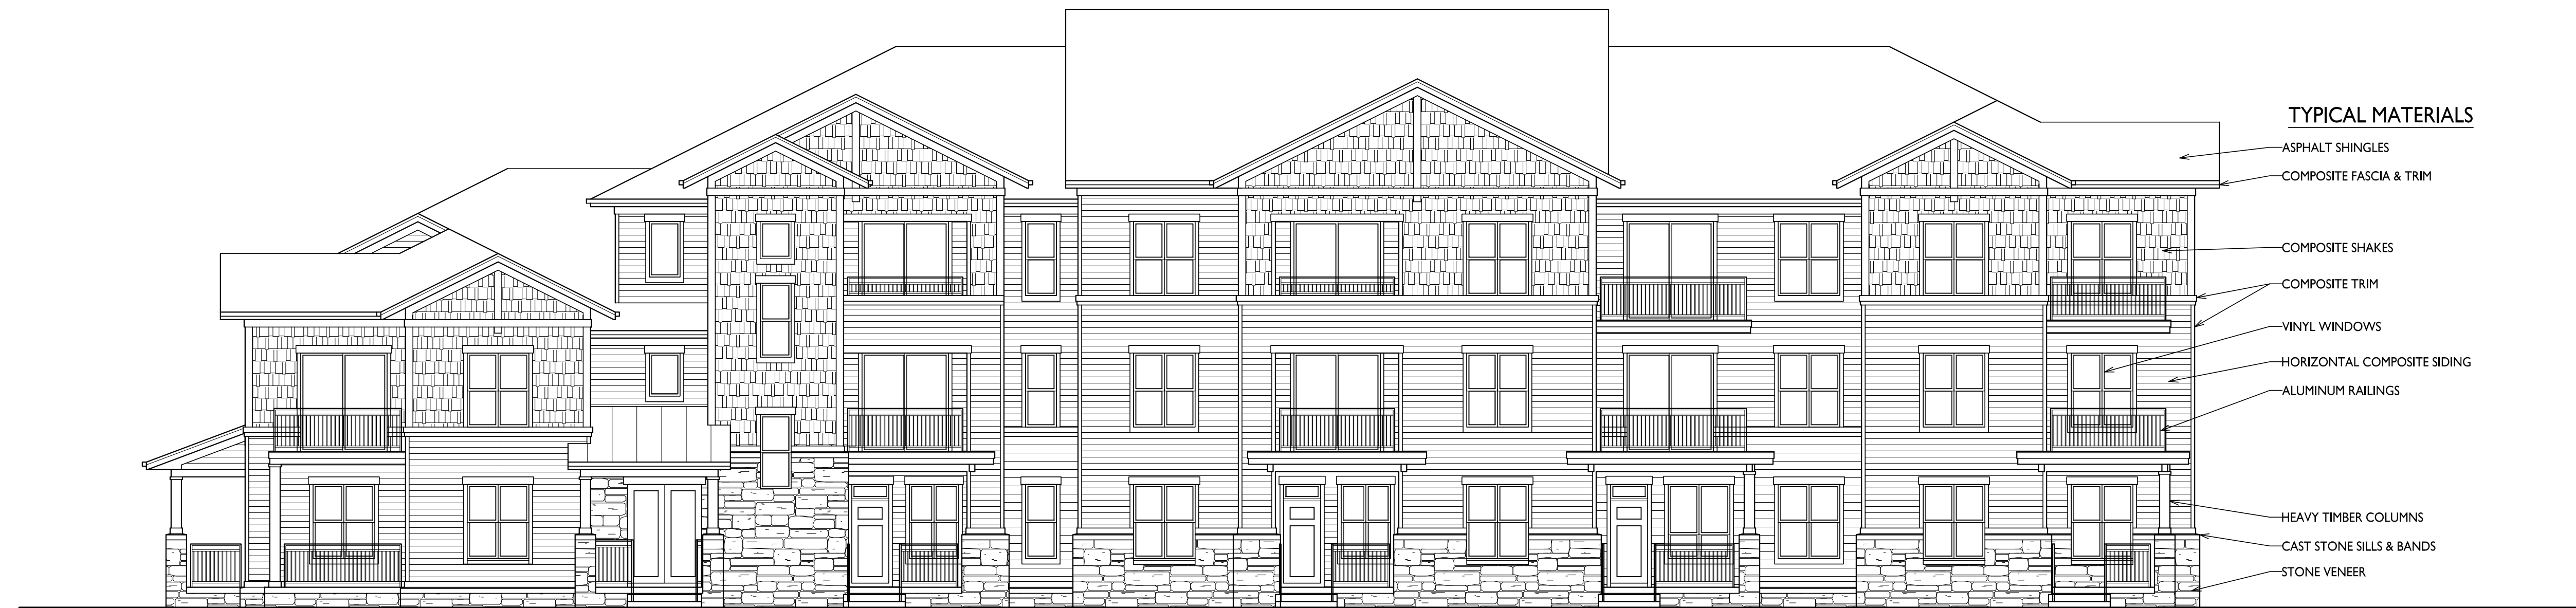 TYPICAL MATERIALS
ASPHALT SHINGLES
COMPOSITE FASCIA & TRIM
COMPOSITE SHAKES
COMPOSITE TRIM
VINYL WINDOWS
HORIZONTAL COMPOSITE SIDING
ALUMINUM RAILINGS
HEAVY TIMBER COLUMNS
CAST STONE SILLS & BANDS
STONE VENEER